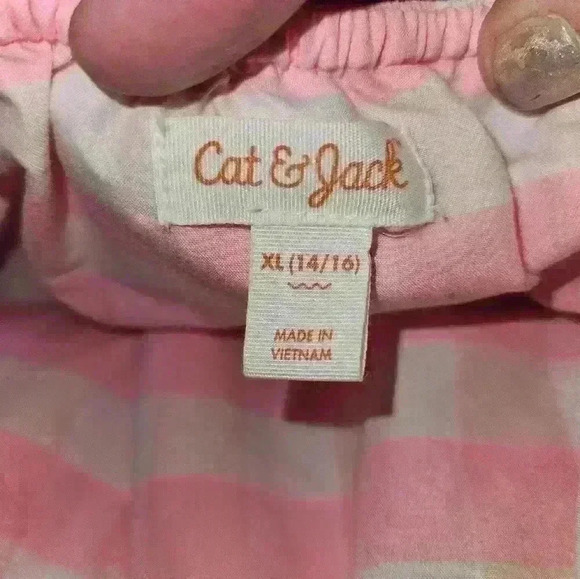 Cat & Jack
XL (14/16)
MADE IN
VIETNAM